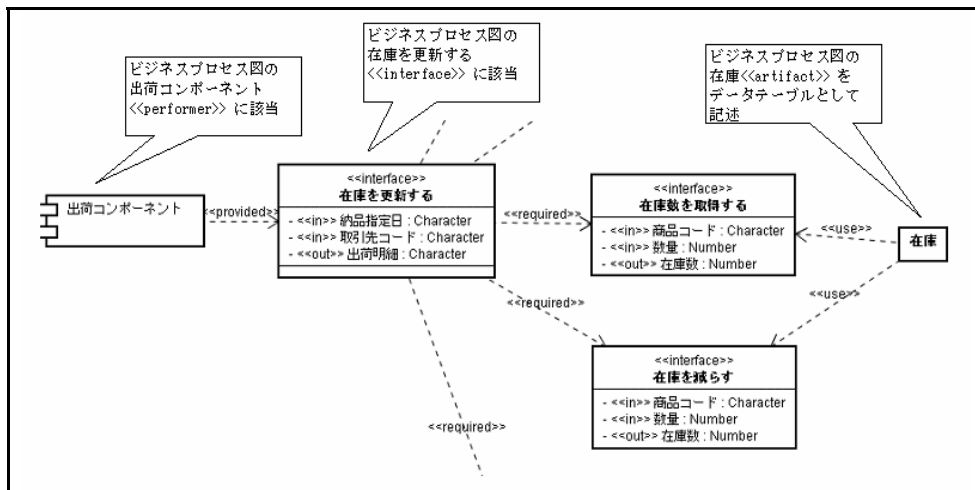 ビジネスプロセス図の
出荷コンポーネント
<<performer>> に該当
ビジネスプロセス図の
在庫を更新する
<<interface>> に該当
ビジネスプロセス図の
在庫<<artifact>> を
データテーブルとして
記述
出荷コンポーネント
<<provided>>
<<interface>>
在庫を更新する
- <<in>> 納品指定日 : Character
- <<in>> 取引先コード : Character
- <<out>> 出荷明細 : Character
<<required>>
<<interface>>
在庫数を取得する
- <<in>> 商品コード : Character
- <<in>> 数量 : Number
- <<out>> 在庫数 : Number
<<use>>
在庫
<<required>>
<<use>>
<<interface>>
在庫を減らす
- <<in>> 商品コード : Character
- <<in>> 数量 : Number
- <<out>> 在庫数 : Number
<<required>>